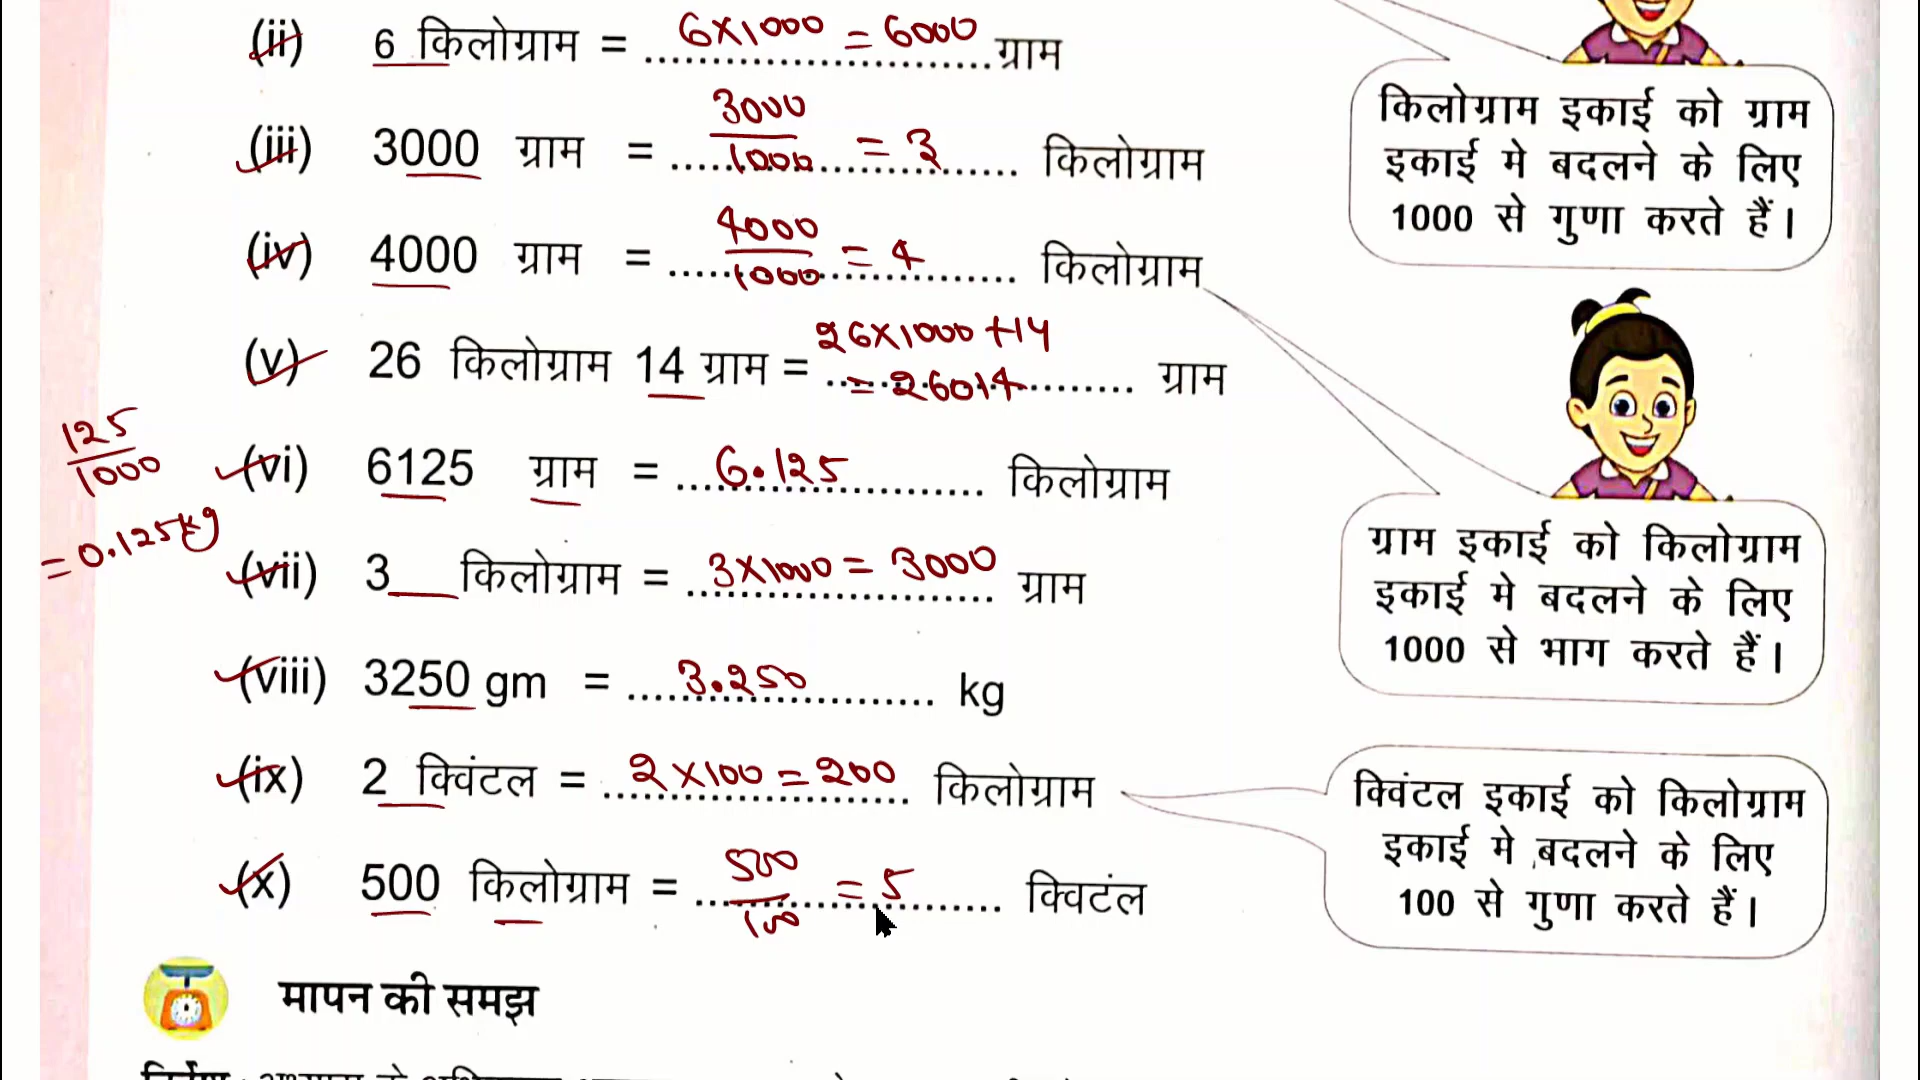 (ii) 6 किलोग्राम = 6×1000 = 6000 ग्राम
(iii) 3000 ग्राम = 3000/1000 = 3 किलोग्राम
(iv) 4000 ग्राम = 4000/1000 = 4 किलोग्राम
(v) 26 किलोग्राम 14 ग्राम = 26×1000+14 = 26014 ग्राम
125/1000
(vi) 6125 ग्राम = 6.125 किलोग्राम
= 0.125kg
(vii) 3__ किलोग्राम = 3×1000 = 3000 ग्राम
(viii) 3250 gm = 3.250 kg
(ix) 2 क्विंटल = 2×100 = 200 किलोग्राम
(x) 500 किलोग्राम = 500/100 = 5 क्विटंल
किलोग्राम इकाई को ग्राम
इकाई मे बदलने के लिए
1000 से गुणा करते हैं।
ग्राम इकाई को किलोग्राम
इकाई मे बदलने के लिए
1000 से भाग करते हैं।
क्विंटल इकाई को किलोग्राम
इकाई मे बदलने के लिए
100 से गुणा करते हैं।
मापन की समझ